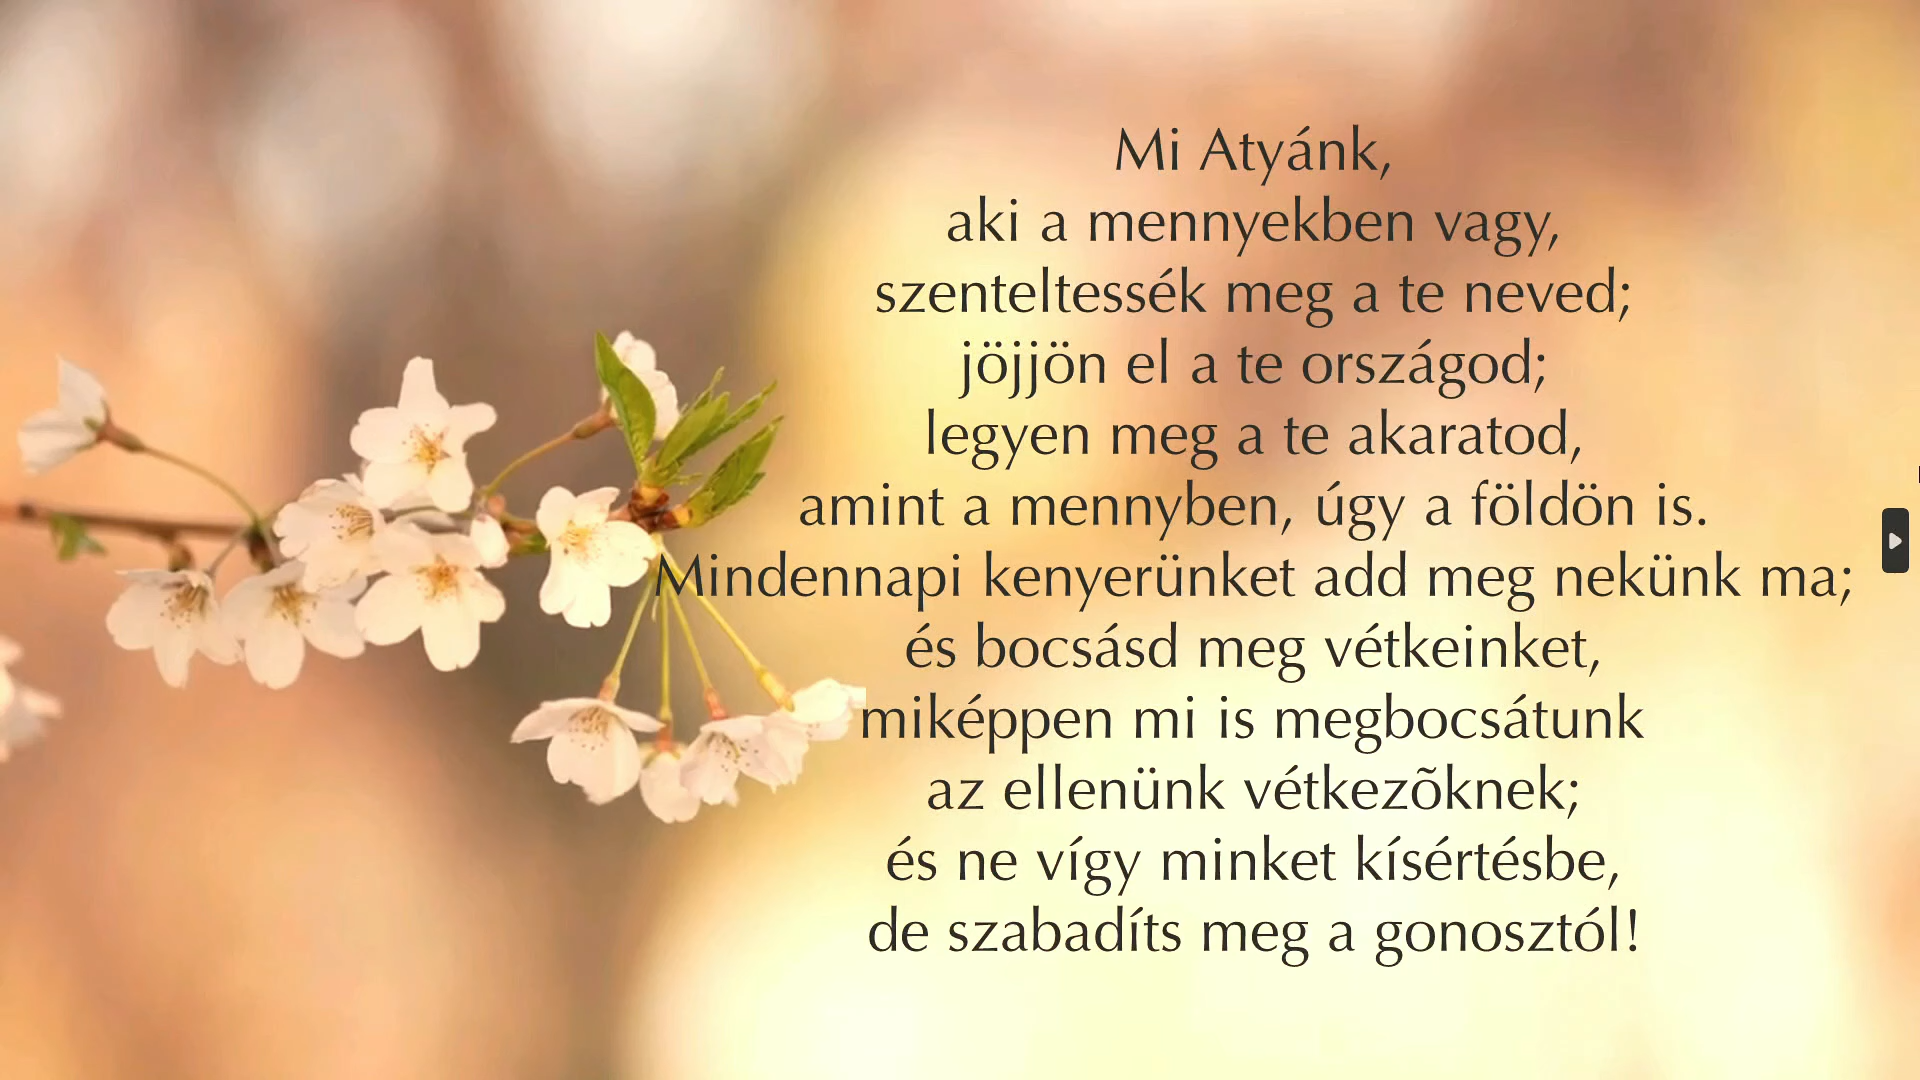 Mi Atyánk,
aki a mennyekben vagy,
szenteltessék meg a te neved;
jöjjön el a te országod;
legyen meg a te akaratod,
amint a mennyben, úgy a földön is.
Mindennapi kenyerünket add meg nekünk ma;
és bocsásd meg vétkeinket,
miképpen mi is megbocsátunk
az ellenünk vétkezõknek;
és ne vígy minket kísértésbe,
de szabadíts meg a gonosztól!